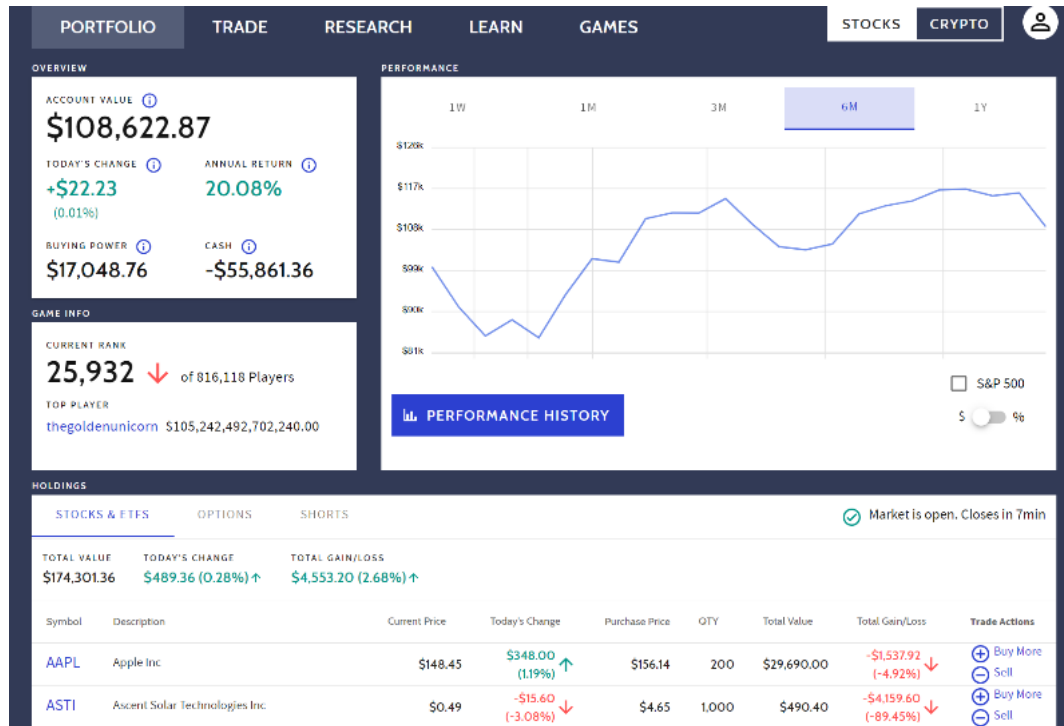 PORTFOLIO TRADE RESEARCH LEARN GAMES STOCKS CRYPTO
OVERVIEW
ACCOUNT VALUE
$108,622.87
TODAY'S CHANGE ANNUAL RETURN
+$22.23 20.08%
(0.01%)
BUYING POWER CASH
$17,048.76 -$55,861.36
GAME INFO
CURRENT RANK
25,932 of 816,118 Players
TOP PLAYER
thegoldenunicorn $105,242,492,702,240.00
PERFORMANCE
1W 1M 3M 6M 1Y
$126k
$117k
$108k
$99k
$90k
$81k
S&P 500
PERFORMANCE HISTORY
$ %
HOLDINGS
STOCKS & ETFS OPTIONS SHORTS Market is open. Closes in 7min
TOTAL VALUE TODAY'S CHANGE TOTAL GAIN/LOSS
$174,301.36 $489.36 (0.28%) $4,553.20 (2.68%)
Symbol Description Current Price Today's Change Purchase Price QTY Total Value Total Gain/Loss Trade Actions
AAPL Apple Inc $148.45 $348.00 (1.19%) $156.14 200 $29,690.00 -$1,537.92 (-4.92%) Buy More Sell
ASTI Ascent Solar Technologies Inc $0.49 -$15.60 (-3.08%) $4.65 1,000 $490.40 -$4,159.60 (-89.45%) Buy More Sell